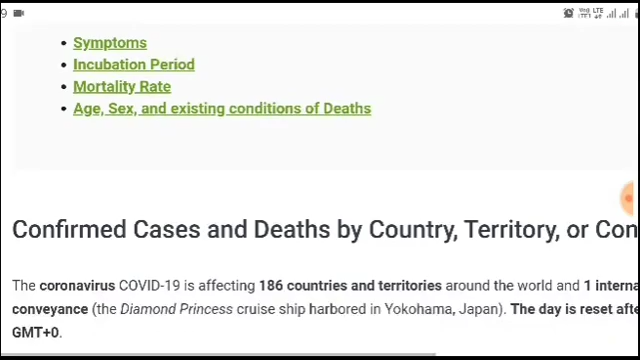 9
Symptoms
Incubation Period
Mortality Rate
Age, Sex, and existing conditions of Deaths
Confirmed Cases and Deaths by Country, Territory, or Con
The coronavirus COVID-19 is affecting 186 countries and territories around the world and 1 interna
conveyance (the Diamond Princess cruise ship harbored in Yokohama, Japan). The day is reset afte
GMT+0.